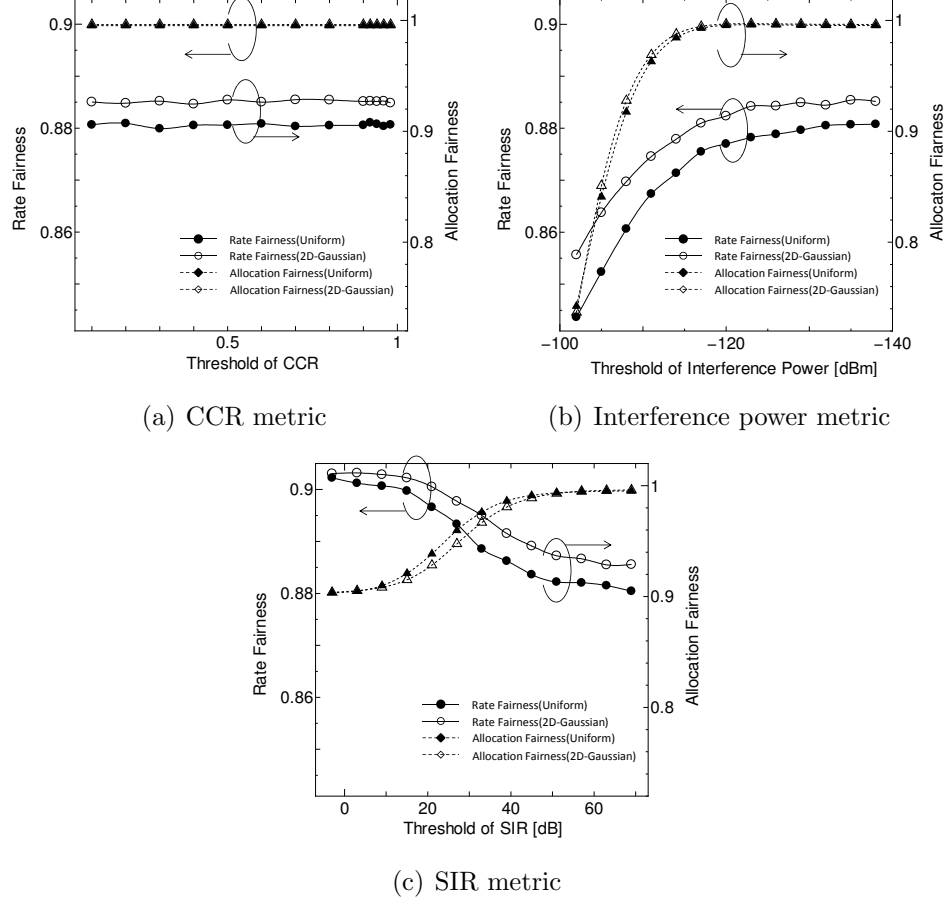 0.9
0.88
0.86
Rate Fairness
1
0.9
0.8
Allocation Fairness
Rate Fairness(Uniform)
Rate Fairness(2D-Gaussian)
Allocation Fairness(Uniform)
Allocation Fairness(2D-Gaussian)
0.5
1
Threshold of CCR
(a) CCR metric
0.9
0.88
0.86
Rate Fairness
1
0.9
0.8
Allocation Fiarness
Rate Fairness(Uniform)
Rate Fairness(2D-Gaussian)
Allocation Fairness(Uniform)
Allocation Fairness(2D-Gaussian)
−100
−120
−140
Threshold of Interference Power [dBm]
(b) Interference power metric
0.9
0.88
0.86
Rate Fairness
1
0.9
0.8
Allocation Fairness
Rate Fairness(Uniform)
Rate Fairness(2D-Gaussian)
Allocation Fairness(Uniform)
Allocation Fairness(2D-Gaussian)
0
20
40
60
Threshold of SIR [dB]
(c) SIR metric